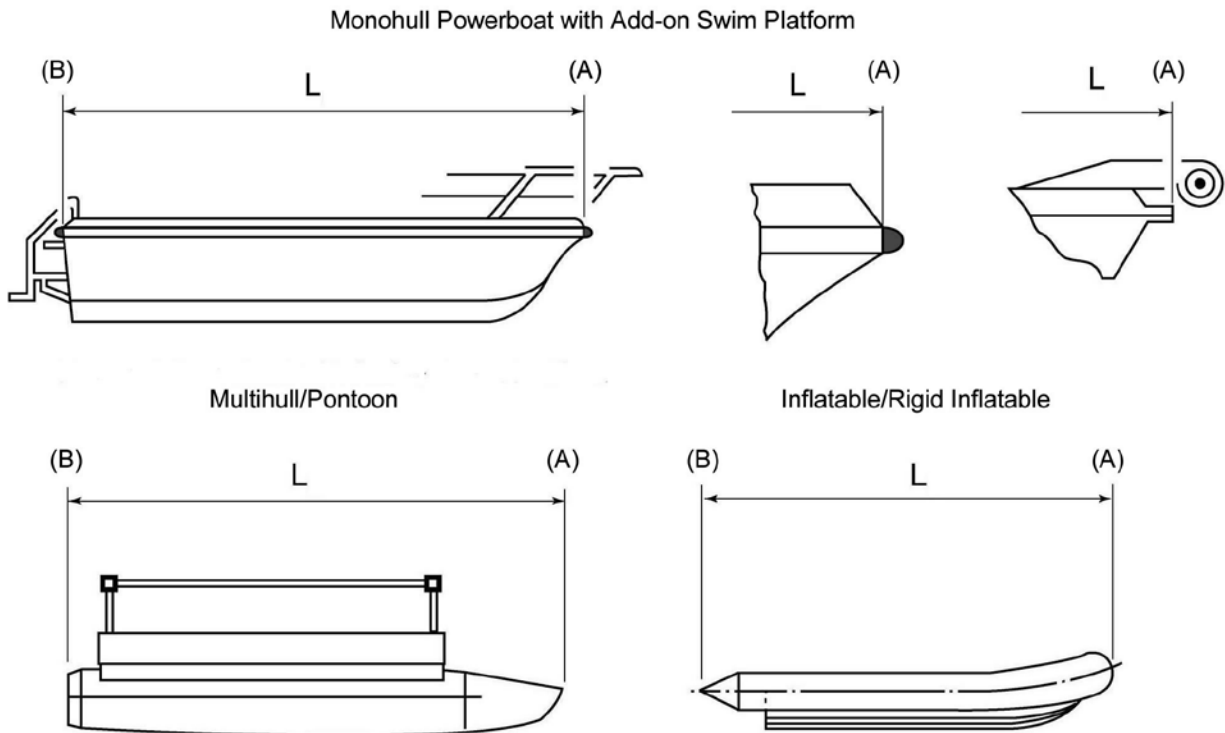 Monohull Powerboat with Add-on Swim Platform
(B) L (A)
L (A)
L (A)
Multihull/Pontoon
Inflatable/Rigid Inflatable
(B) L (A)
(B) L (A)